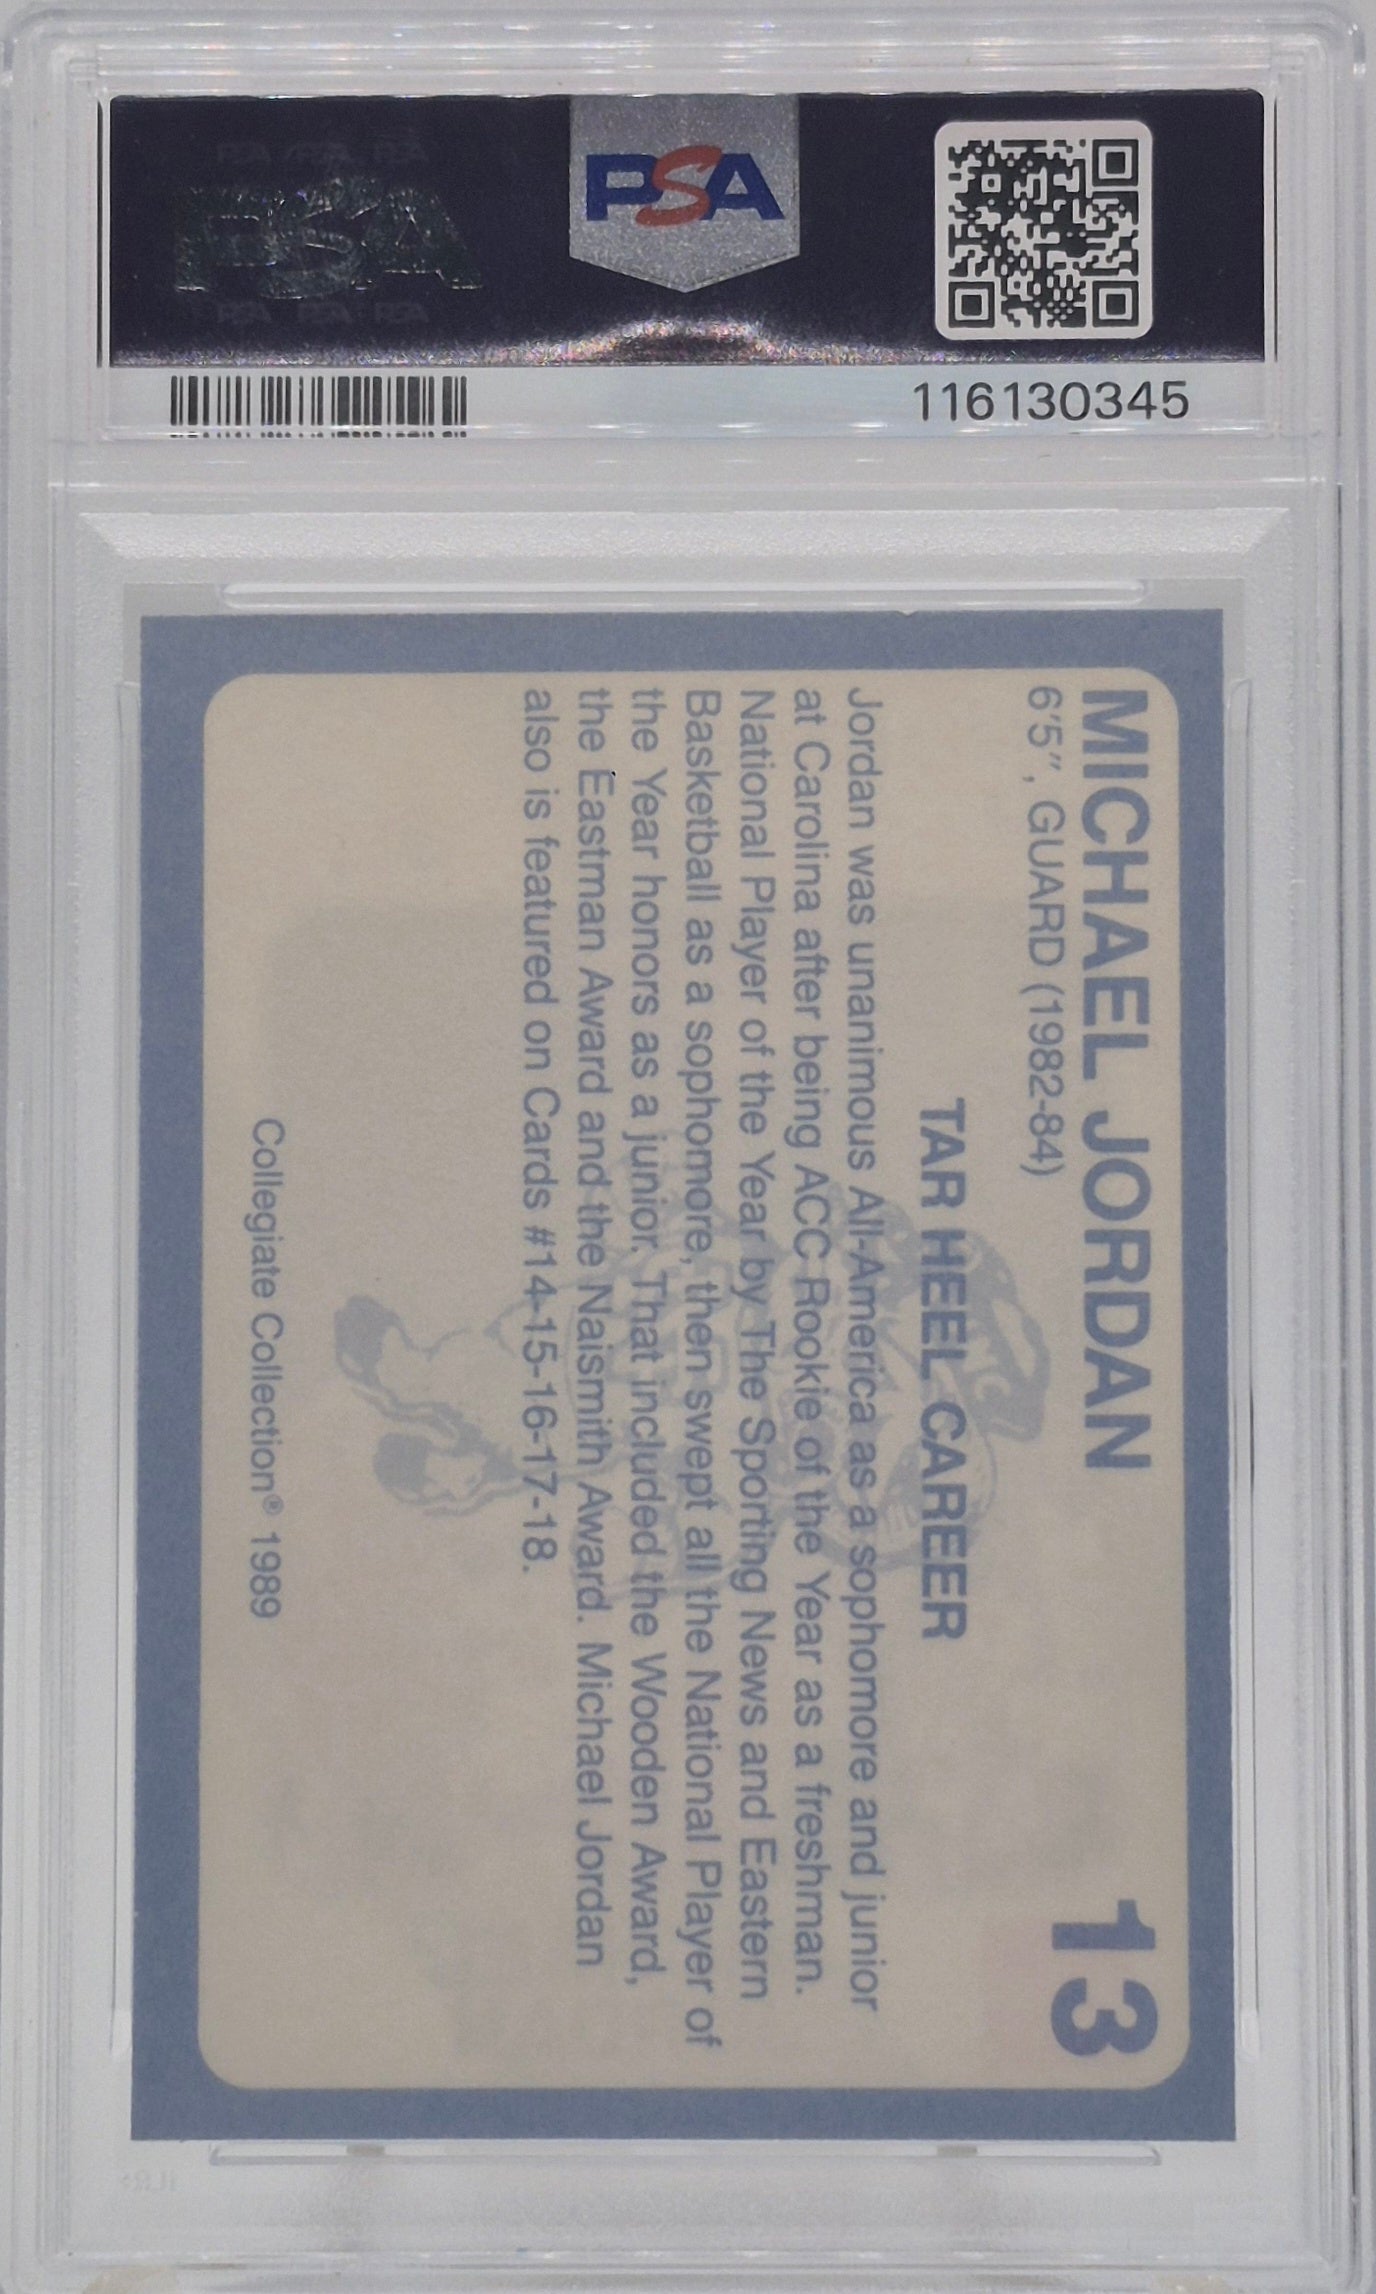 PSA
PSA
116130345
MICHAEL JORDAN
13
6'5", GUARD (1982-84)
TAR HEEL CAREER
Jordan was unanimous All-America as a sophomore and junior
at Carolina after being ACC Rookie of the Year as a freshman.
National Player of the Year by The Sporting News and Eastern
Basketball as a sophomore, then swept all the National Player of
the Year honors as a junior. That included the Wooden Award,
the Eastman Award and the Naismith Award. Michael Jordan
also is featured on Cards #14-15-16-17-18.
Collegiate Collection® 1989